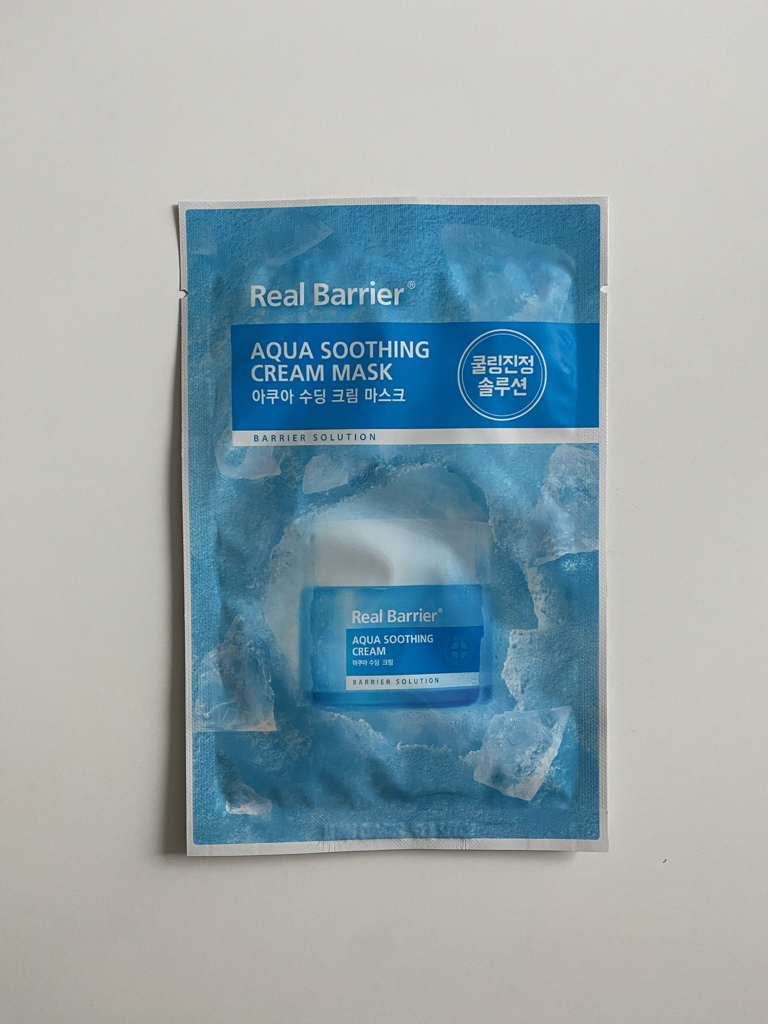 Real Barrier®
AQUA SOOTHING
CREAM MASK
아쿠아 수딩 크림 마스크
쿨링진정
솔루션
BARRIER SOLUTION
Real Barrier®
AQUA SOOTHING
CREAM
아쿠아 수딩 크림
BARRIER SOLUTION